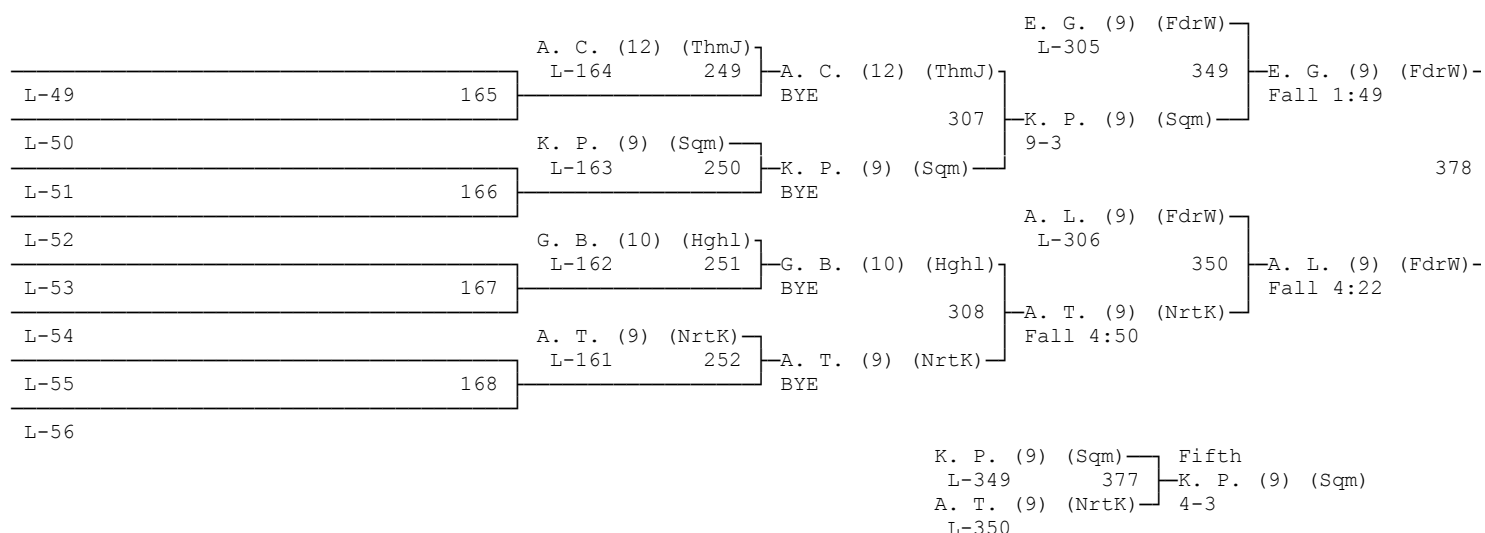 E. G. (9) (FdrW)
A. C. (12) (ThmJ) L-305
L-164 249 A. C. (12) (ThmJ) 349 E. G. (9) (FdrW)
L-49 165 BYE Fall 1:49
307 K. P. (9) (Sqm)
L-50 K. P. (9) (Sqm) 9-3
L-163 250 K. P. (9) (Sqm) 378
L-51 166 BYE
A. L. (9) (FdrW)
L-52 G. B. (10) (Hghl) L-306
L-162 251 G. B. (10) (Hghl) 350 A. L. (9) (FdrW)
L-53 167 BYE Fall 4:22
308 A. T. (9) (NrtK)
L-54 A. T. (9) (NrtK) Fall 4:50
L-161 252 A. T. (9) (NrtK)
L-55 168 BYE
L-56
K. P. (9) (Sqm) Fifth
L-349 377 K. P. (9) (Sqm)
A. T. (9) (NrtK) 4-3
L-350